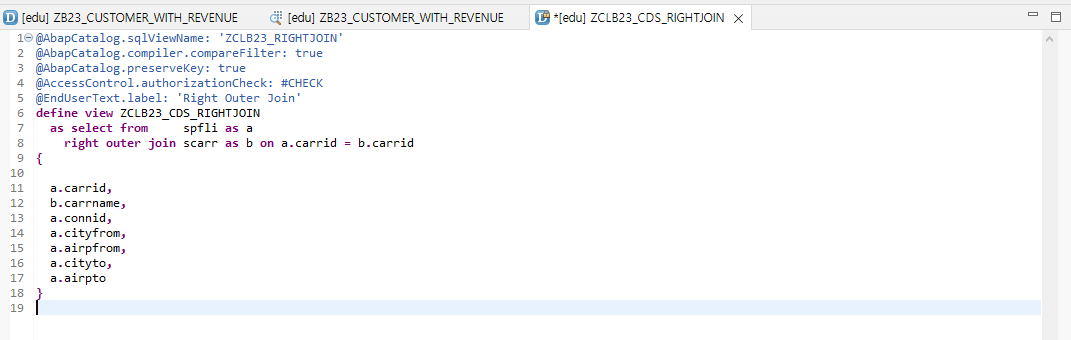 [edu] ZB23_CUSTOMER_WITH_REVENUE [edu] ZB23_CUSTOMER_WITH_REVENUE *[edu] ZCLB23_CDS_RIGHTJOIN
1 @AbapCatalog.sqlViewName: 'ZCLB23_RIGHTJOIN'
2 @AbapCatalog.compiler.compareFilter: true
3 @AbapCatalog.preserveKey: true
4 @AccessControl.authorizationCheck: #CHECK
5 @EndUserText.label: 'Right Outer Join'
6 define view ZCLB23_CDS_RIGHTJOIN
7   as select from     spfli as a
8     right outer join scarr as b on a.carrid = b.carrid
9 {
10
11   a.carrid,
12   b.carrname,
13   a.connid,
14   a.cityfrom,
15   a.airpfrom,
16   a.cityto,
17   a.airpto
18 }
19